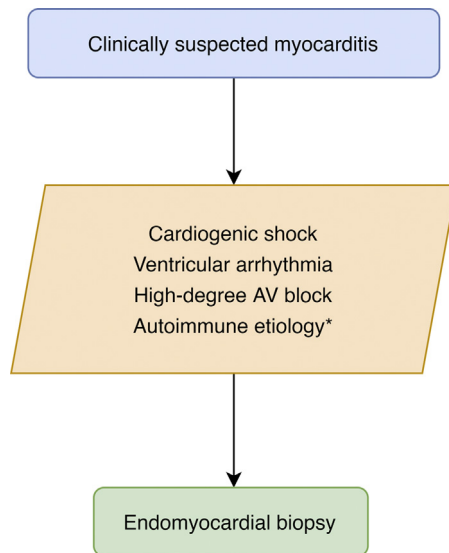 Clinically suspected myocarditis
Cardiogenic shock
Ventricular arrhythmia
High-degree AV block
Autoimmune etiology*
Endomyocardial biopsy